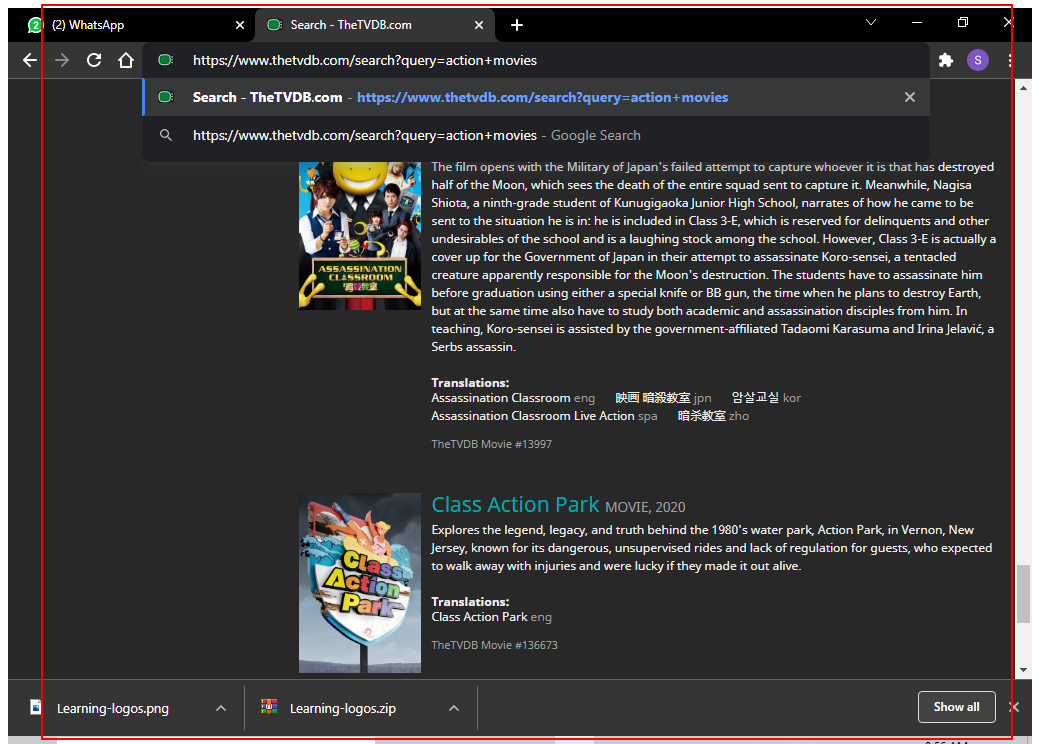 2
(2) WhatsApp
Search - TheTVDB.com
https://www.thetvdb.com/search?query=action+movies
S
Search - TheTVDB.com - https://www.thetvdb.com/search?query=action+movies
https://www.thetvdb.com/search?query=action+movies - Google Search
The film opens with the Military of Japan's failed attempt to capture whoever it is that has destroyed
half of the Moon, which sees the death of the entire squad sent to capture it. Meanwhile, Nagisa
Shiota, a ninth-grade student of Kunugigaoka Junior High School, narrates of how he came to be
sent to the situation he is in: he is included in Class 3-E, which is reserved for delinquents and other
undesirables of the school and is a laughing stock among the school. However, Class 3-E is actually a
cover up for the Government of Japan in their attempt to assassinate Koro-sensei, a tentacled
creature apparently responsible for the Moon's destruction. The students have to assassinate him
before graduation using either a special knife or BB gun, the time when he plans to destroy Earth,
but at the same time also have to study both academic and assassination disciples from him. In
teaching, Koro-sensei is assisted by the government-affiliated Tadaomi Karasuma and Irina Jelavić, a
Serbs assassin.
ASSASSINATION
CLASSROOM
暗殺教室
Translations:
Assassination Classroom eng 映画 暗殺教室 jpn 암살교실 kor
Assassination Classroom Live Action spa 暗杀教室 zho
TheTVDB Movie #13997
Class Action Park MOVIE, 2020
Explores the legend, legacy, and truth behind the 1980's water park, Action Park, in Vernon, New
Jersey, known for its dangerous, unsupervised rides and lack of regulation for guests, who expected
to walk away with injuries and were lucky if they made it out alive.
Class
Action
Park
Translations:
Class Action Park eng
TheTVDB Movie #136673
Learning-logos.png
Learning-logos.zip
Show all